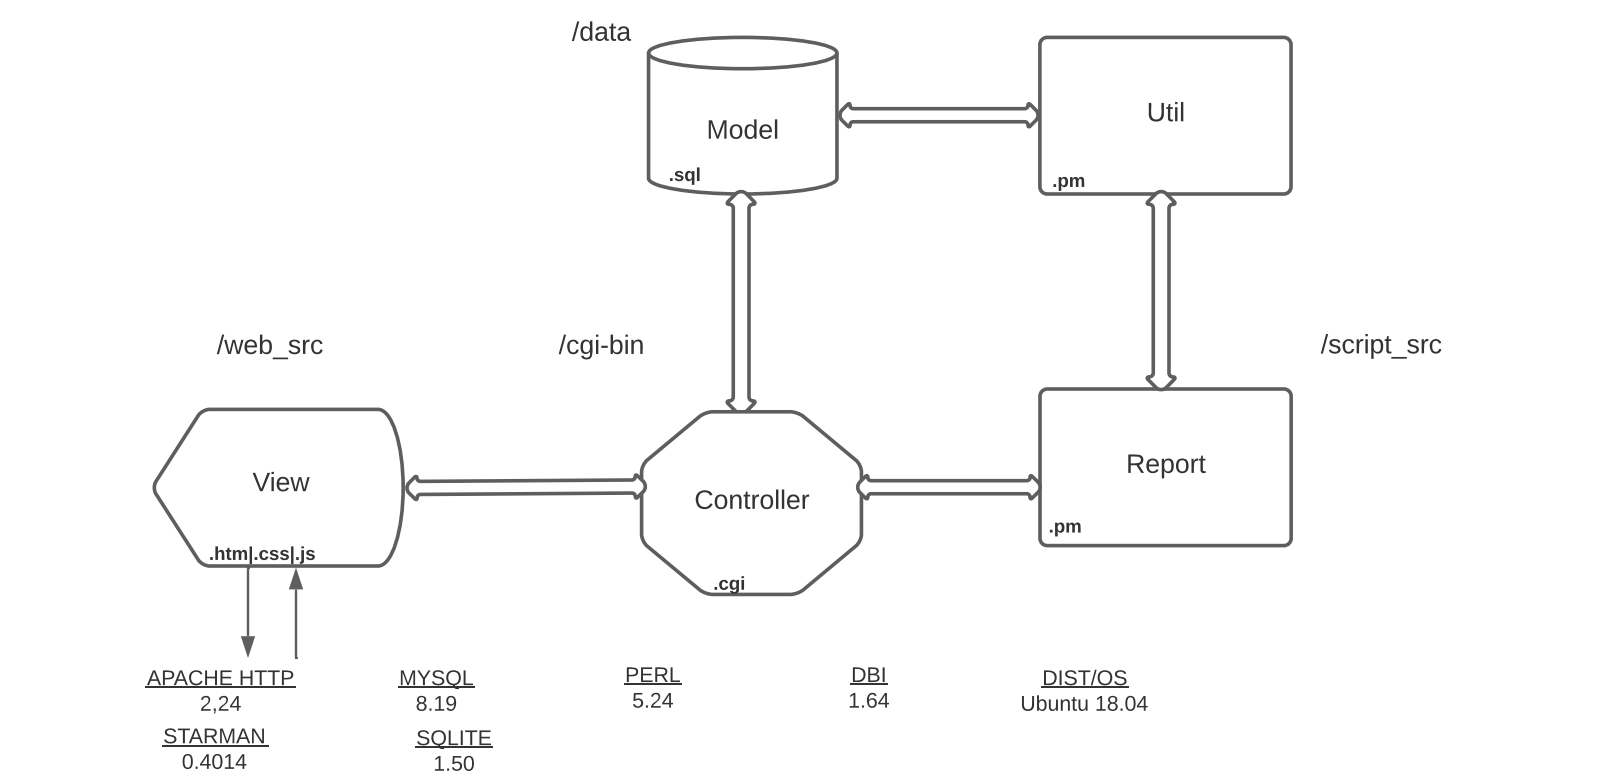 /data
Model
.sql
Util
.pm
/web_src
/cgi-bin
/script_src
View
.html|.css|.js
Controller
.cgi
Report
.pm
APACHE HTTP
2,24
STARMAN
0.4014
MYSQL
8.19
SQLITE
1.50
PERL
5.24
DBI
1.64
DIST/OS
Ubuntu 18.04